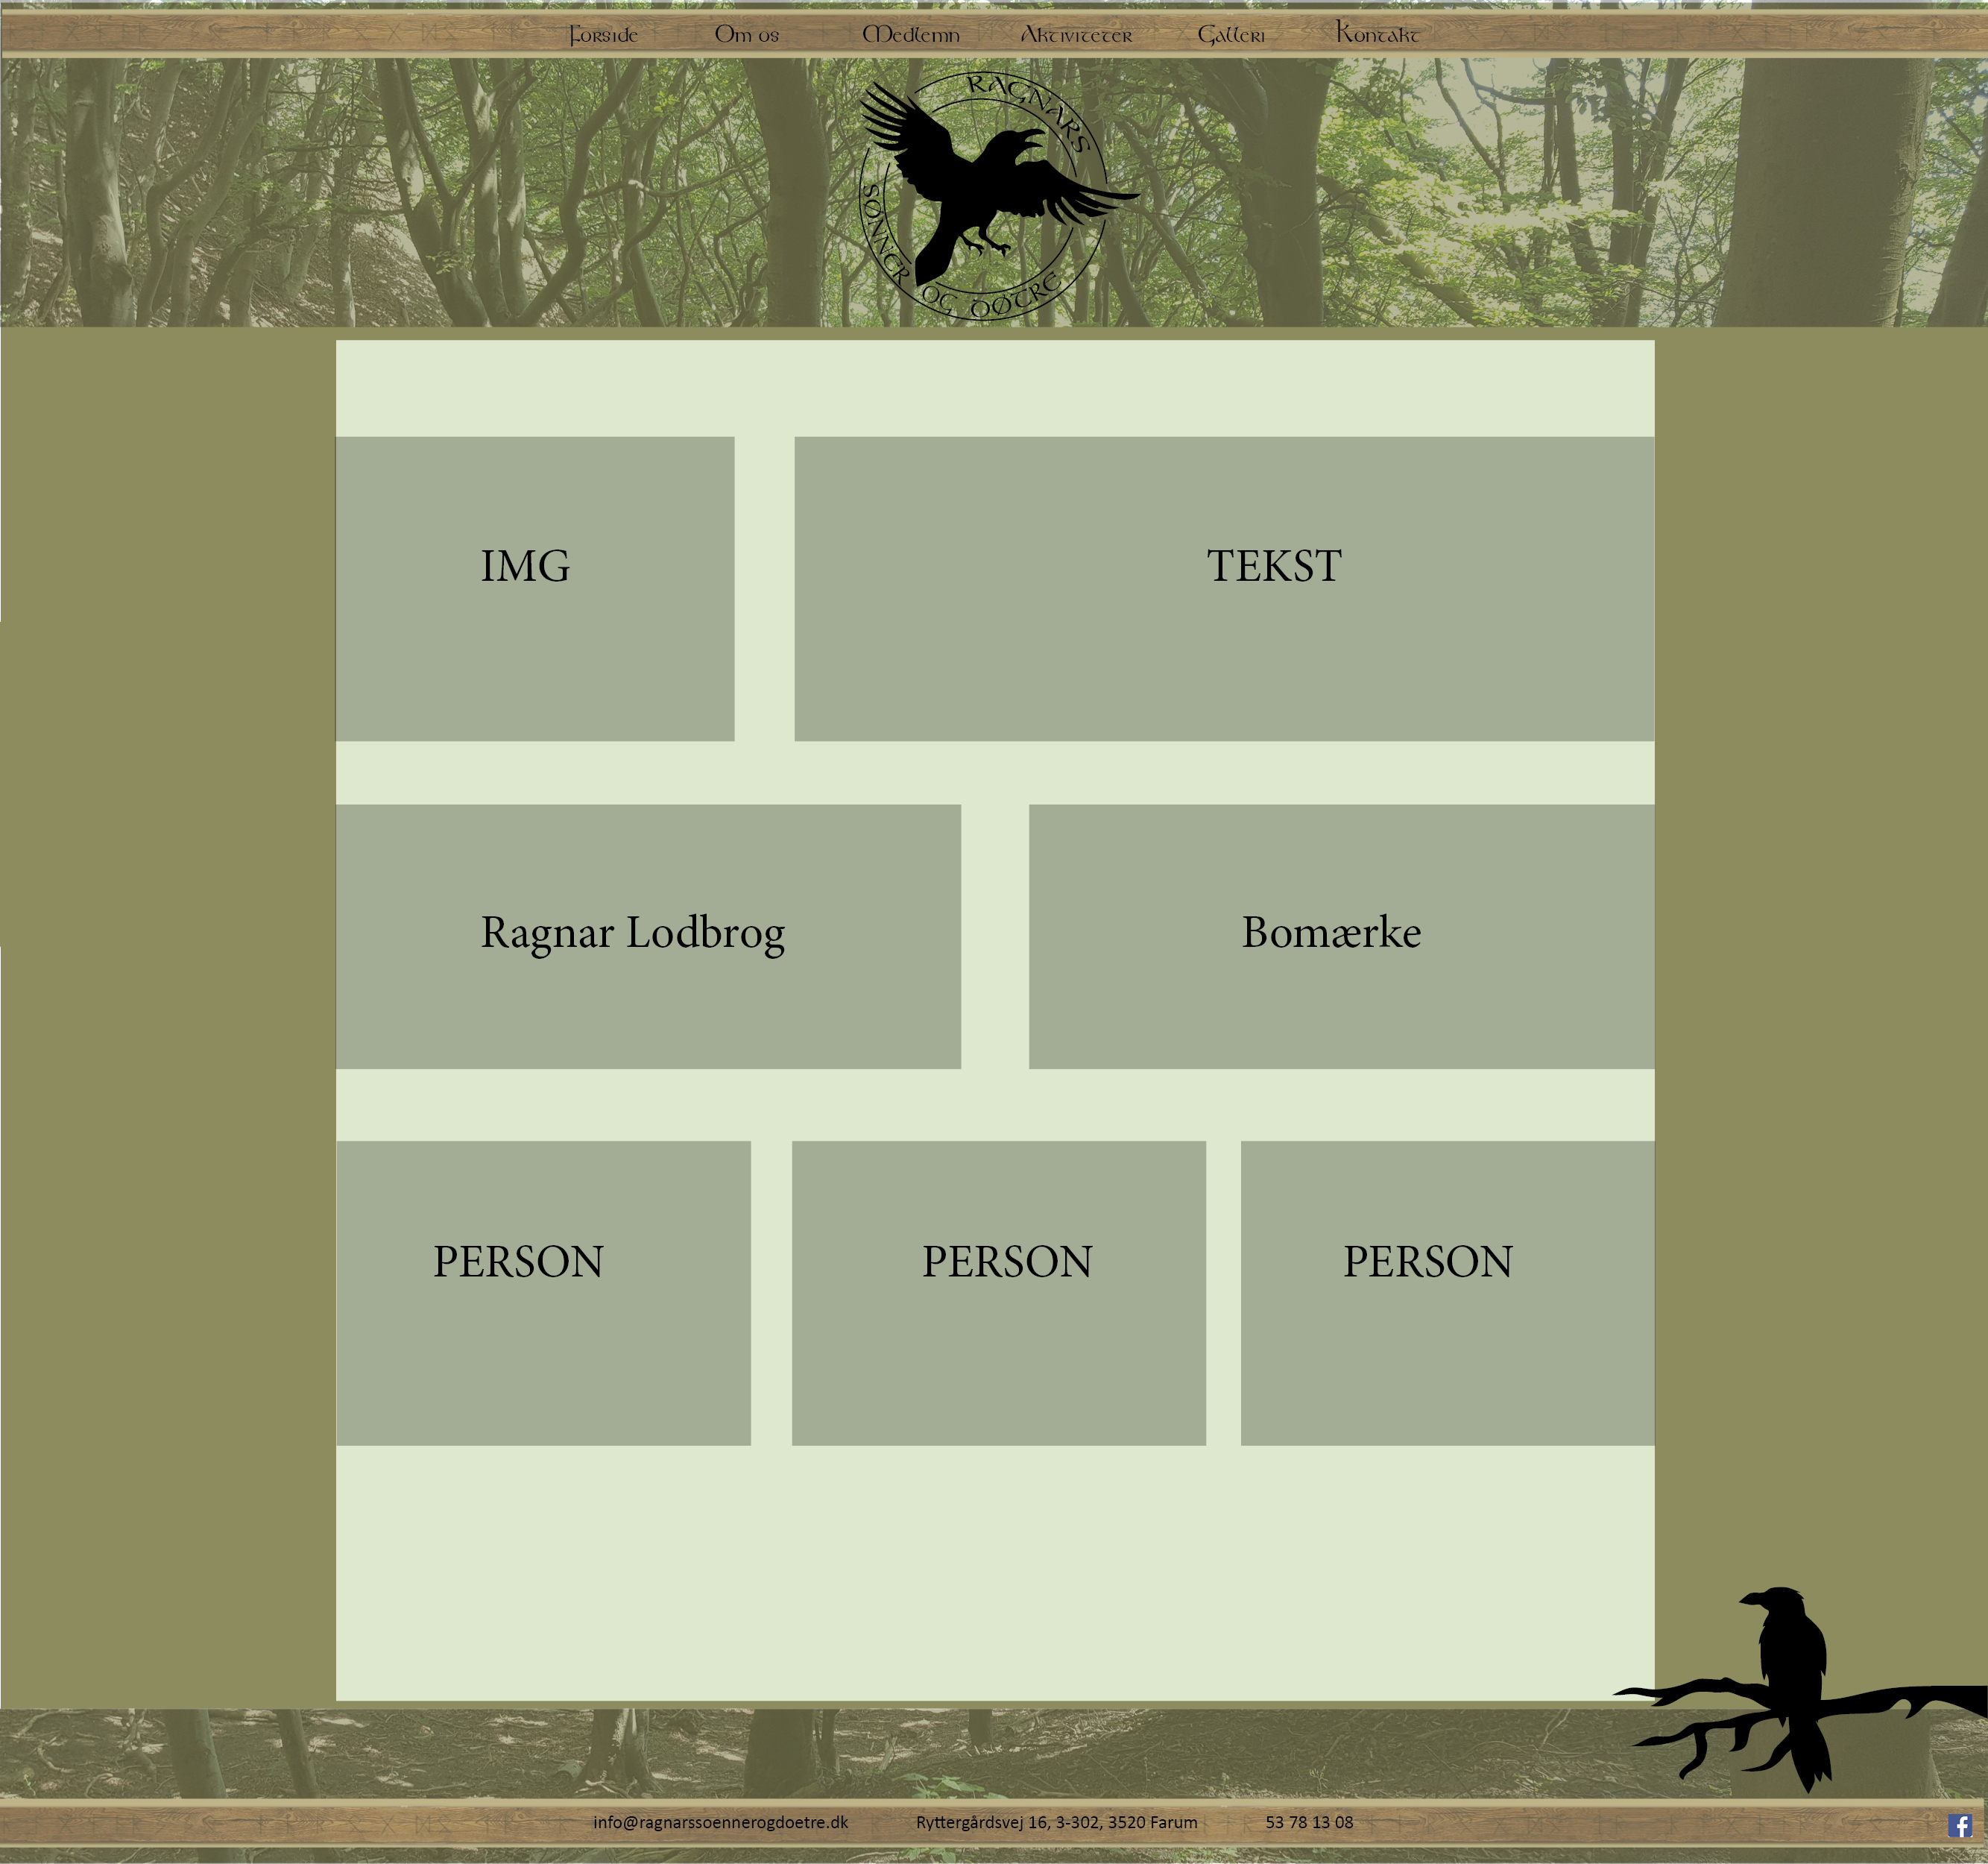 Forside Om os Medlemn Aktiviteter Galleri Kontakt
RAGNARS
SØNNER OG DØTRE
IMG TEKST
Ragnar Lodbrog Bomærke
PERSON PERSON PERSON
info@ragnarssoennerogdoetre.dk Ryttergårdsvej 16, 3-302, 3520 Farum 53 78 13 08